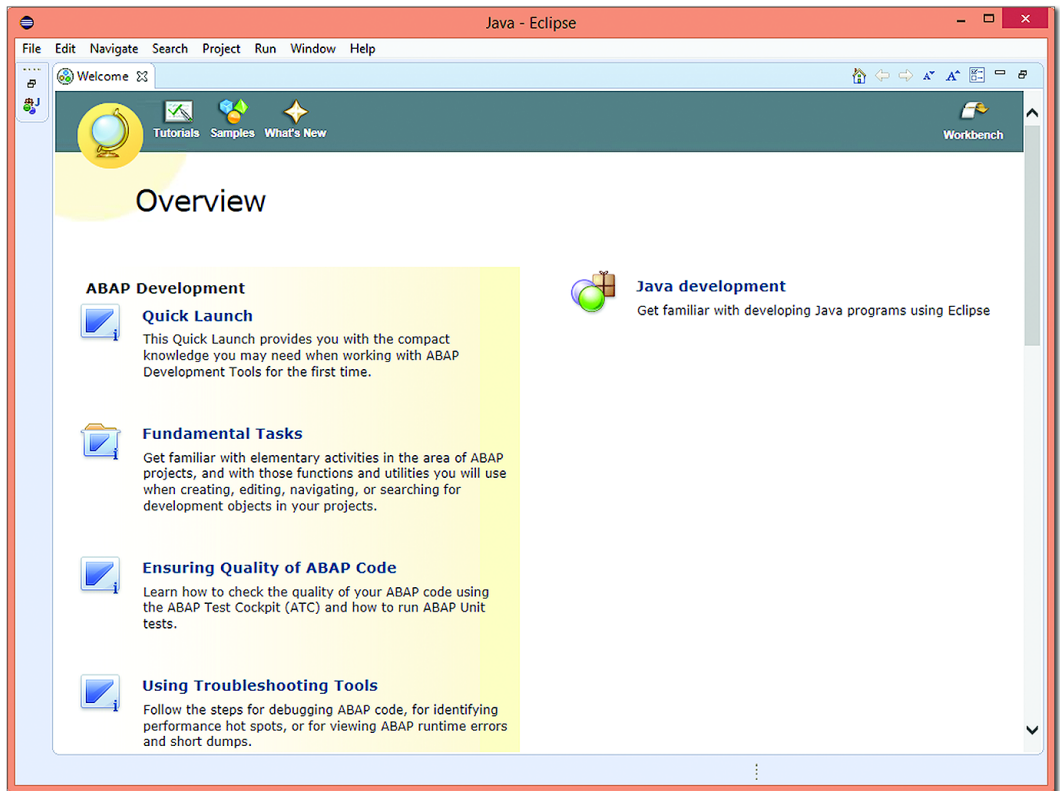 Java - Eclipse
File Edit Navigate Search Project Run Window Help
Welcome
Tutorials Samples What's New Workbench
Overview
ABAP Development
Quick Launch
This Quick Launch provides you with the compact
knowledge you may need when working with ABAP
Development Tools for the first time.
Fundamental Tasks
Get familiar with elementary activities in the area of ABAP
projects, and with those functions and utilities you will use
when creating, editing, navigating, or searching for
development objects in your projects.
Ensuring Quality of ABAP Code
Learn how to check the quality of your ABAP code using
the ABAP Test Cockpit (ATC) and how to run ABAP Unit
tests.
Using Troubleshooting Tools
Follow the steps for debugging ABAP code, for identifying
performance hot spots, or for viewing ABAP runtime errors
and short dumps.
Java development
Get familiar with developing Java programs using Eclipse